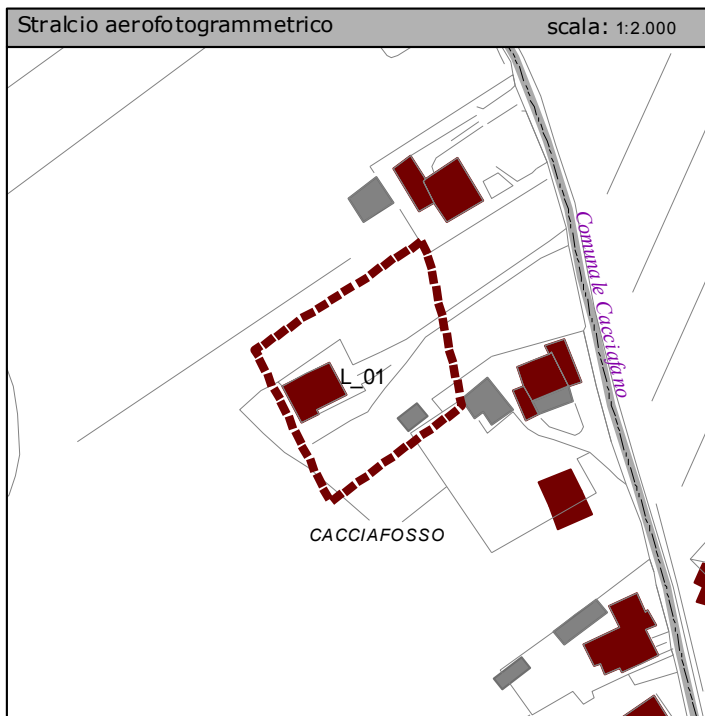 Stralcio aerofotogrammetrico scala: 1:2.000
Comunale Cacciafano
L_01
CACCIAFOSSO